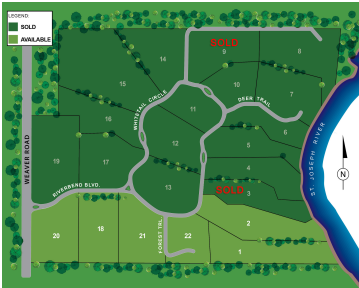 LEGEND:
SOLD
AVAILABLE
SOLD
14
9
8
15
10
7
WHITETAIL CIRCLE
11
DEER TRAIL
16
6
ST. JOSEPH RIVER
WEAVER ROAD
12
5
19
17
4
N
RIVERBEND BLVD.
13
SOLD
3
20
18
21
FOREST TRL.
22
2
1